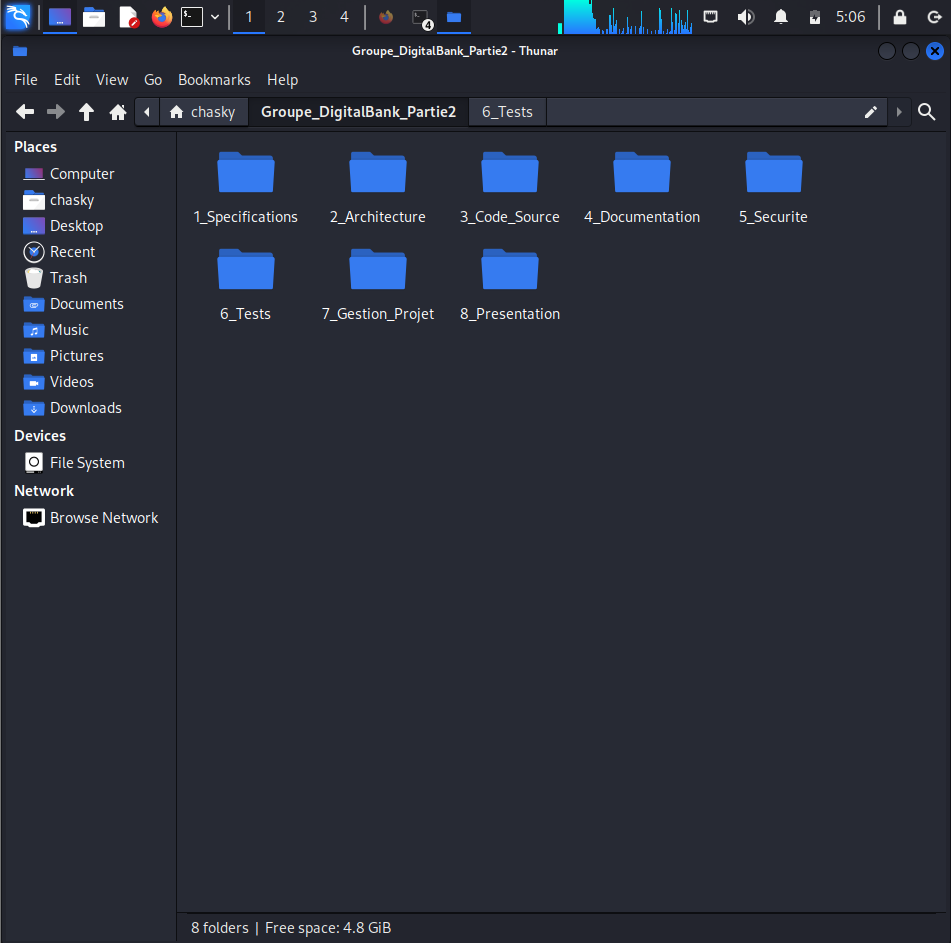 1 2 3 4 4 5:06
Groupe_DigitalBank_Partie2 - Thunar
File Edit View Go Bookmarks Help
chasky Groupe_DigitalBank_Partie2 6_Tests
Places
Computer
chasky
Desktop
Recent
Trash
Documents
Music
Pictures
Videos
Downloads
Devices
File System
Network
Browse Network
1_Specifications 2_Architecture 3_Code_Source 4_Documentation 5_Securite
6_Tests 7_Gestion_Projet 8_Presentation
8 folders | Free space: 4.8 GiB